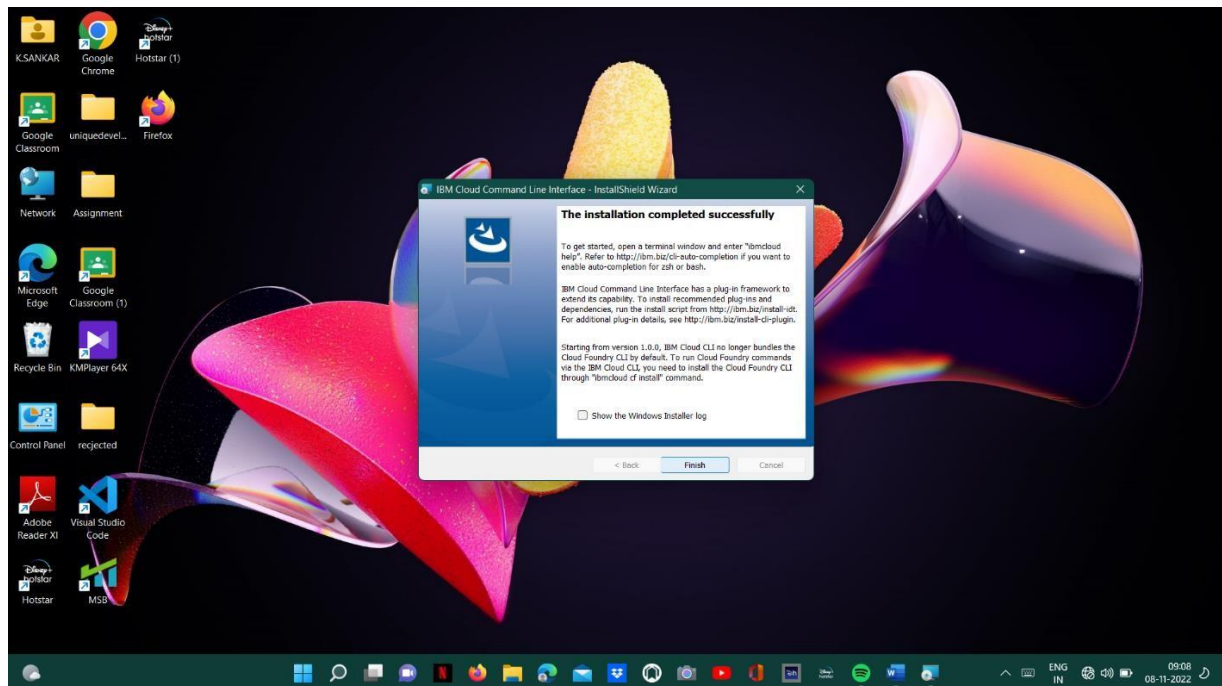 K.SANKAR
Google
Chrome
Disney+
hotstar
Hotstar (1)
Google
Classroom
uniquedevel...
Firefox
Network
Assignment
Microsoft
Edge
Google
Classroom (1)
Recycle Bin
KMPlayer 64X
Control Panel
recjected
Adobe
Reader XI
Visual Studio
Code
Disney+
hotstar
Hotstar
MSB
IBM Cloud Command Line Interface - InstallShield Wizard
The installation completed successfully
To get started, open a terminal window and enter "ibmcloud
help". Refer to http://ibm.biz/cli-auto-completion if you want to
enable auto-completion for zsh or bash.
IBM Cloud Command Line Interface has a plug-in framework to
extend its capability. To install recommended plug-ins and
dependencies, run the install script from http://ibm.biz/install-idt.
For additional plug-in details, see http://ibm.biz/install-cli-plugin.
Starting from version 1.0.0, IBM Cloud CLI no longer bundles the
Cloud Foundry CLI by default. To run Cloud Foundry commands
via the IBM Cloud CLI, you need to install the Cloud Foundry CLI
through "ibmcloud cf install" command.
Show the Windows Installer log
< Back
Finish
Cancel
ENG
IN
09:08
08-11-2022